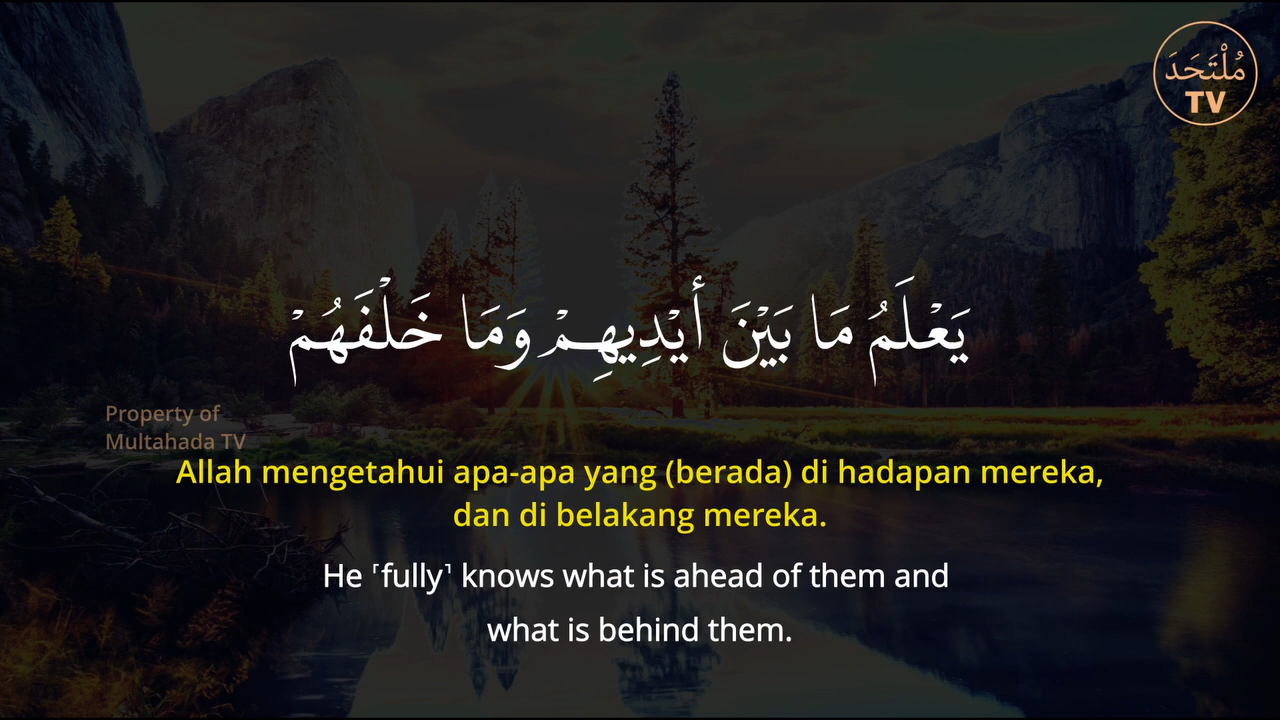 مُلْتَحَدَ
TV
يَعْلَمُ مَا بَيْنَ أَيْدِيهِمْ وَمَا خَلْفَهُمْ
Property of
Multahada TV
Allah mengetahui apa-apa yang (berada) di hadapan mereka,
dan di belakang mereka.
He ˹fully˺ knows what is ahead of them and
what is behind them.